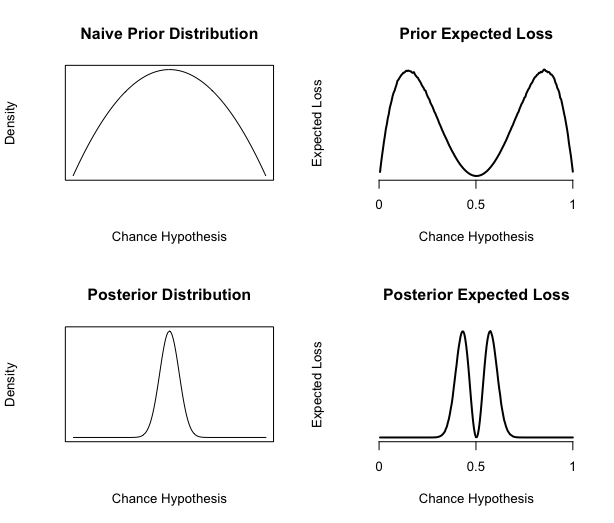 Naive Prior Distribution
Density
Chance Hypothesis
Prior Expected Loss
Expected Loss
0 0.5 1
Chance Hypothesis
Posterior Distribution
Density
Chance Hypothesis
Posterior Expected Loss
Expected Loss
0 0.5 1
Chance Hypothesis